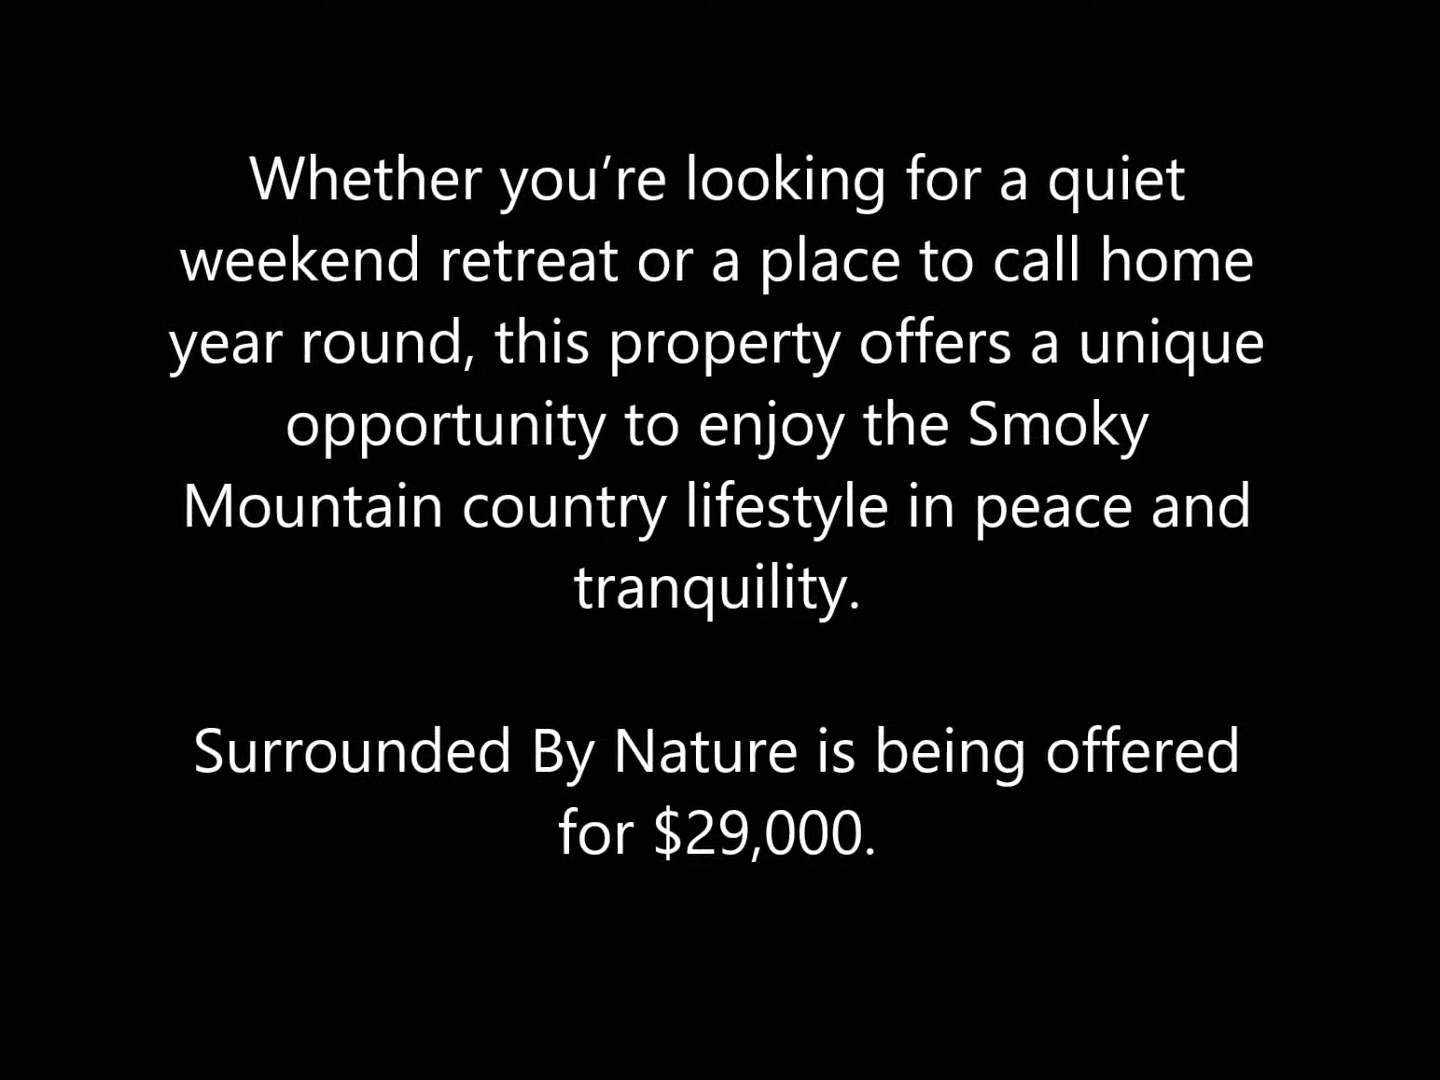 Whether you’re looking for a quiet
weekend retreat or a place to call home
year round, this property offers a unique
opportunity to enjoy the Smoky
Mountain country lifestyle in peace and
tranquility.
Surrounded By Nature is being offered
for $29,000.